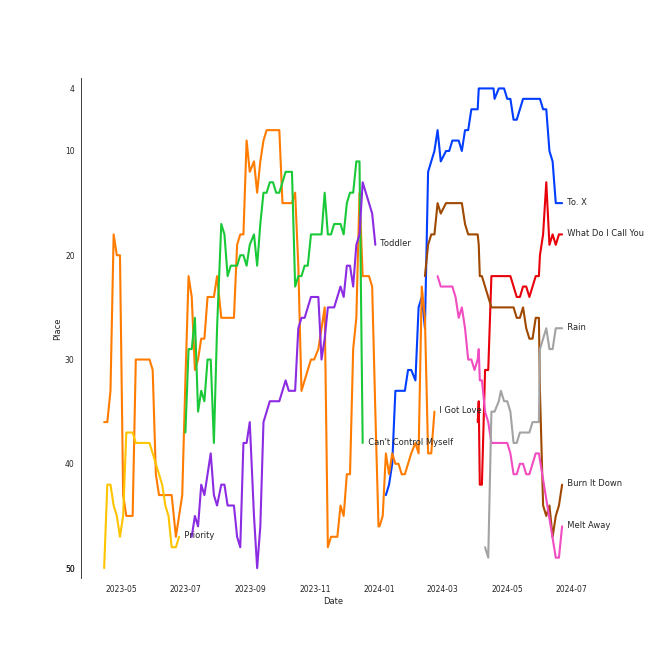 4
10
To. X
20
What Do I Call You
Toddler
Place
Rain
30
I Got Love
Can't Control Myself
40
Burn It Down
Priority
Melt Away
50
2023-05
2023-07
2023-09
2023-11
2024-01
2024-03
2024-05
2024-07
Date